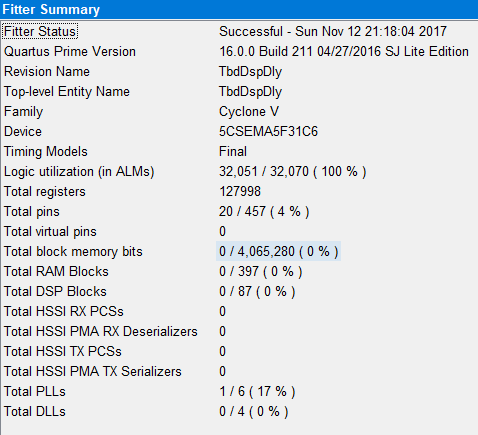 Fitter Summary
Fitter Status Successful - Sun Nov 12 21:18:04 2017
Quartus Prime Version 16.0.0 Build 211 04/27/2016 SJ Lite Edition
Revision Name TbdDspDly
Top-level Entity Name TbdDspDly
Family Cyclone V
Device 5CSEMA5F31C6
Timing Models Final
Logic utilization (in ALMs) 32,051 / 32,070 ( 100 % )
Total registers 127998
Total pins 20 / 457 ( 4 % )
Total virtual pins 0
Total block memory bits 0 / 4,065,280 ( 0 % )
Total RAM Blocks 0 / 397 ( 0 % )
Total DSP Blocks 0 / 87 ( 0 % )
Total HSSI RX PCSs 0
Total HSSI PMA RX Deserializers 0
Total HSSI TX PCSs 0
Total HSSI PMA TX Serializers 0
Total PLLs 1 / 6 ( 17 % )
Total DLLs 0 / 4 ( 0 % )